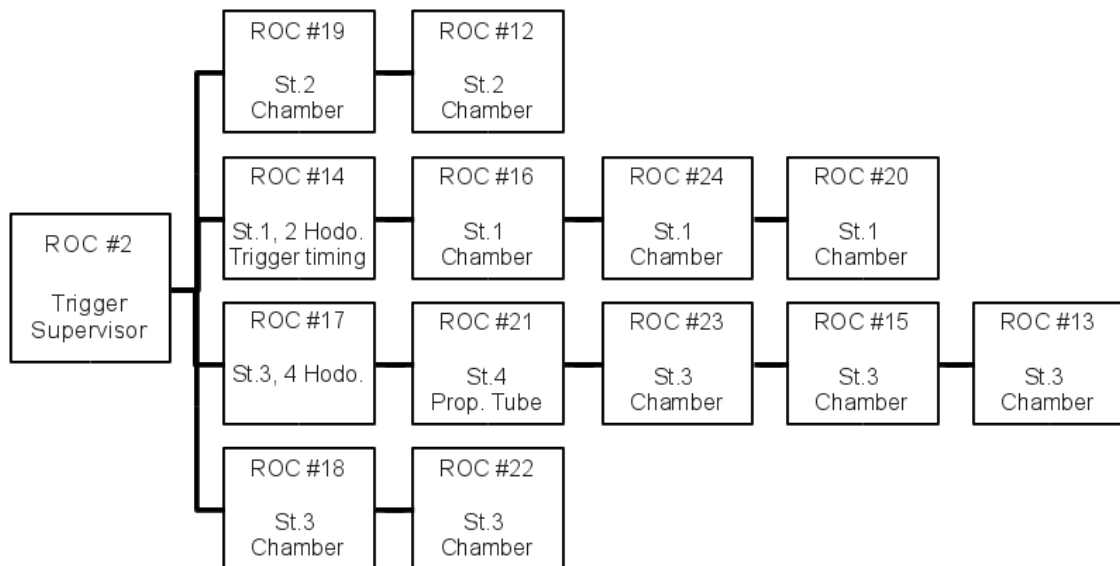 ROC #19
St.2
Chamber
ROC #12
St.2
Chamber
ROC #2
Trigger
Supervisor
ROC #14
St.1, 2 Hodo.
Trigger timing
ROC #16
St.1
Chamber
ROC #24
St.1
Chamber
ROC #20
St.1
Chamber
ROC #17
St.3, 4 Hodo.
ROC #21
St.4
Prop. Tube
ROC #23
St.3
Chamber
ROC #15
St.3
Chamber
ROC #13
St.3
Chamber
ROC #18
St.3
Chamber
ROC #22
St.3
Chamber